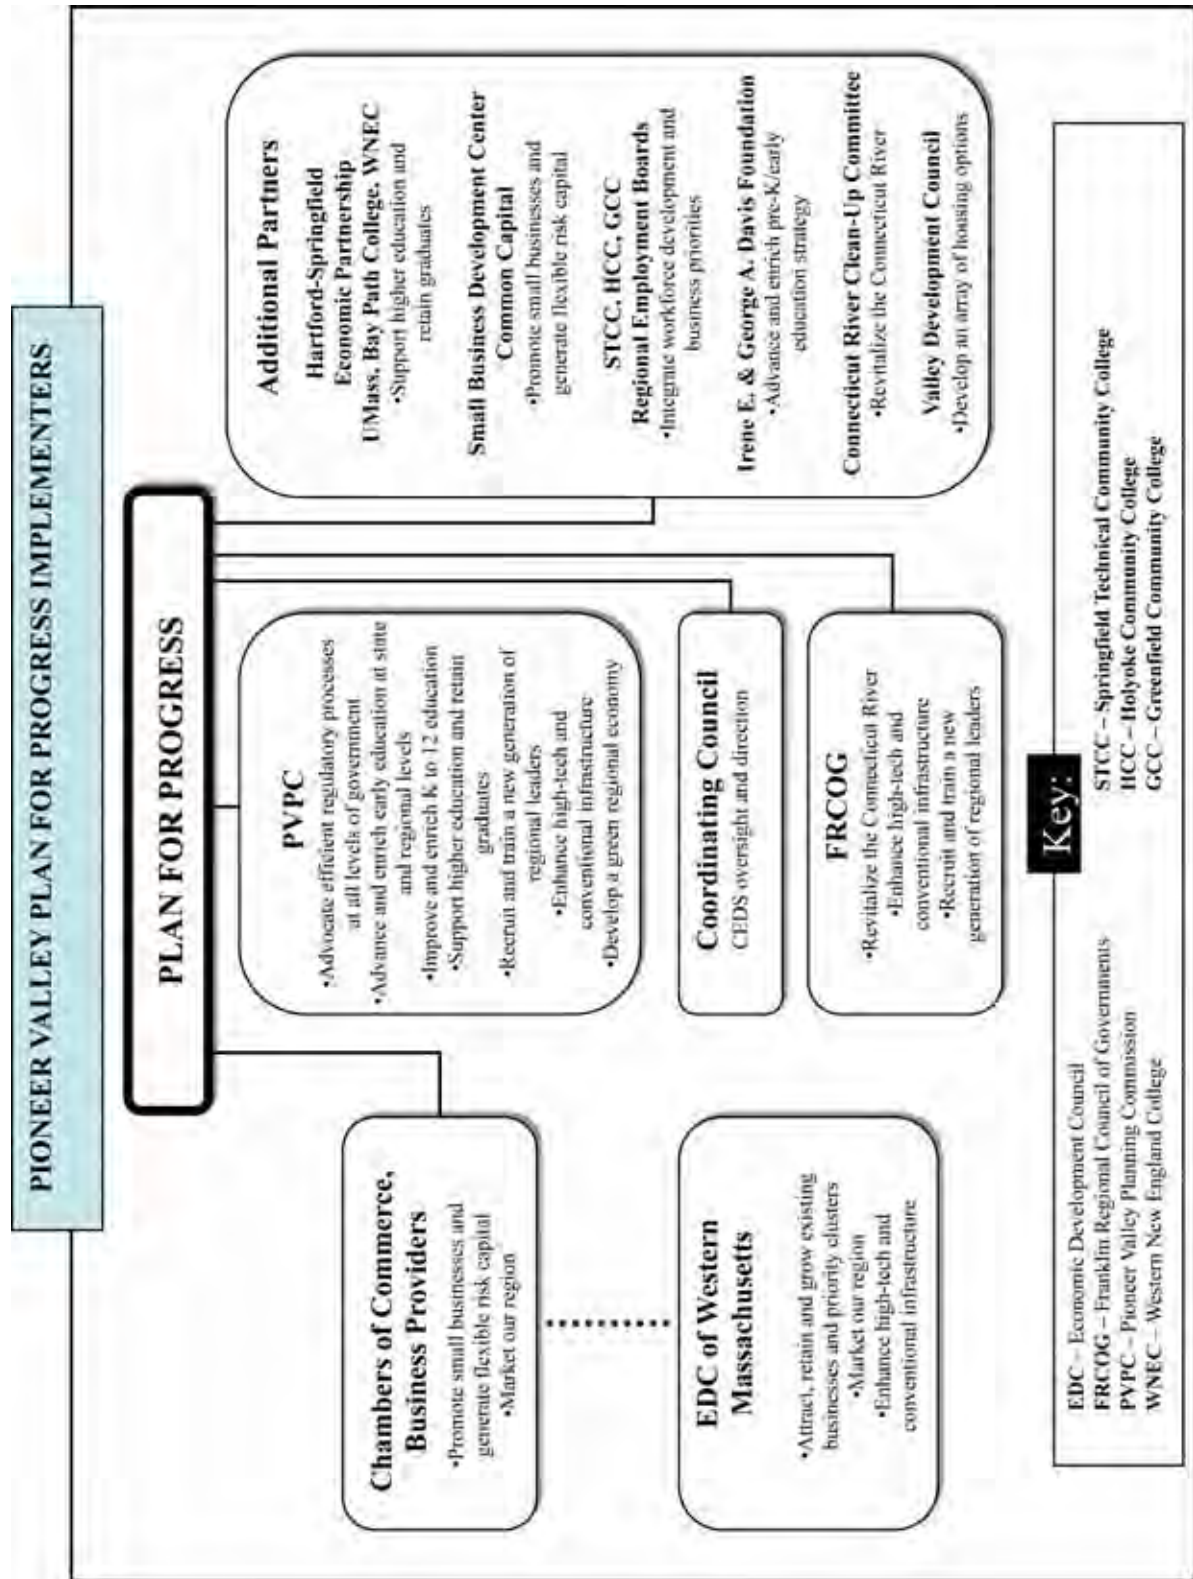 PIONEER VALLEY PLAN FOR PROGRESS IMPLEMENTERS
PLAN FOR PROGRESS
Chambers of Commerce,
Business Providers
•Promote small businesses and
generate flexible risk capital
•Market our region
EDC of Western
Massachusetts
•Attract, retain and grow existing
businesses and priority clusters
•Market our region
•Enhance high-tech and
conventional infrastructure
PVPC
•Advocate efficient regulatory processes
at all levels of government
•Advance and enrich early education at state
and regional levels
•Improve and enrich K to 12 education
•Support higher education and retain
graduates
•Recruit and train a new generation of
regional leaders
•Enhance high-tech and
conventional infrastructure
•Develop a green regional economy
Coordinating Council
CEDS oversight and direction
FRCOG
•Revitalize the Connecticut River
•Enhance high-tech and
conventional infrastructure
•Recruit and train a new
generation of regional leaders
Additional Partners
Hartford-Springfield
Economic Partnership
UMass, Bay Path College, WNEC
•Support higher education and
retain graduates
Small Business Development Center
Common Capital
•Promote small businesses and
generate flexible risk capital
STCC, HCC, GCC
Regional Employment Boards
•Integrate workforce development and
business priorities
Irene E. & George A. Davis Foundation
•Advance and enrich pre-K/early
education strategy
Connecticut River Clean-Up Committee
•Revitalize the Connecticut River
Valley Development Council
•Develop an array of housing options
Key:
EDC – Economic Development Council
FRCOG – Franklin Regional Council of Governments
PVPC – Pioneer Valley Planning Commission
WNEC – Western New England College
STCC – Springfield Technical Community College
HCC – Holyoke Community College
GCC – Greenfield Community College